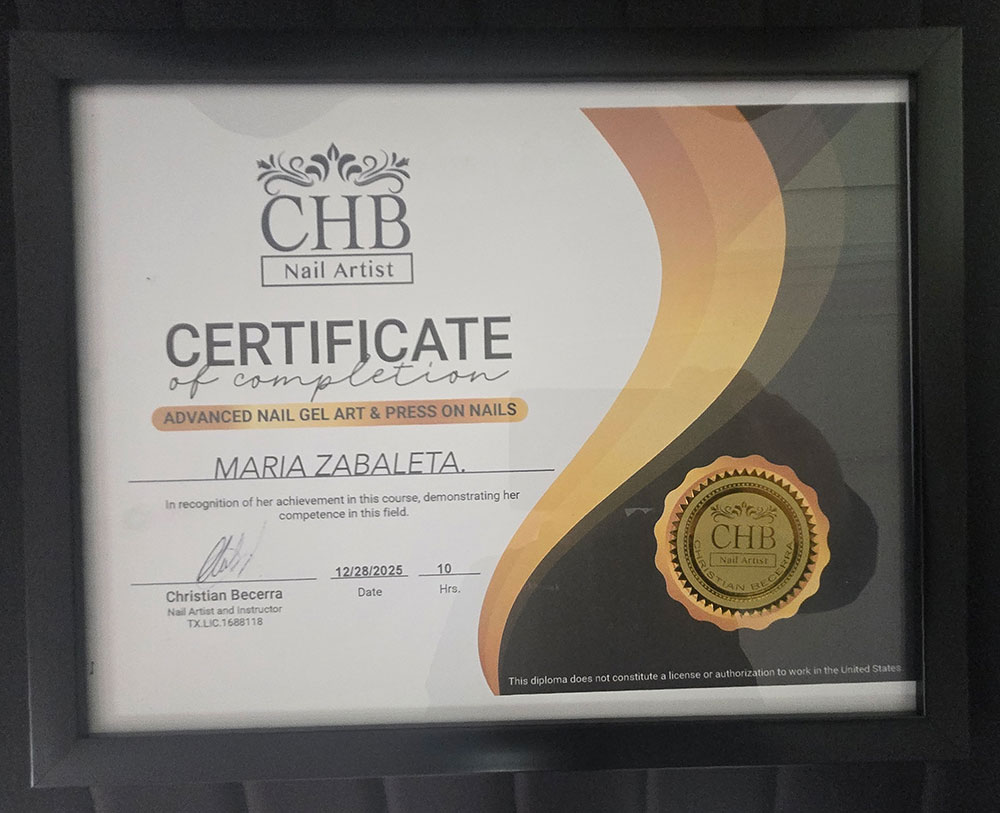 CHB
Nail Artist
CERTIFICATE
of completion
ADVANCED NAIL GEL ART & PRESS ON NAILS
MARIA ZABALETA.
In recognition of her achievement in this course, demonstrating her
competence in this field.
12/28/2025 10
Christian Becerra Date Hrs.
Nail Artist and Instructor
TX.LIC.1688118
CHB
Nail Artist
CHRISTIAN BECERRA
This diploma does not constitute a license or authorization to work in the United States.